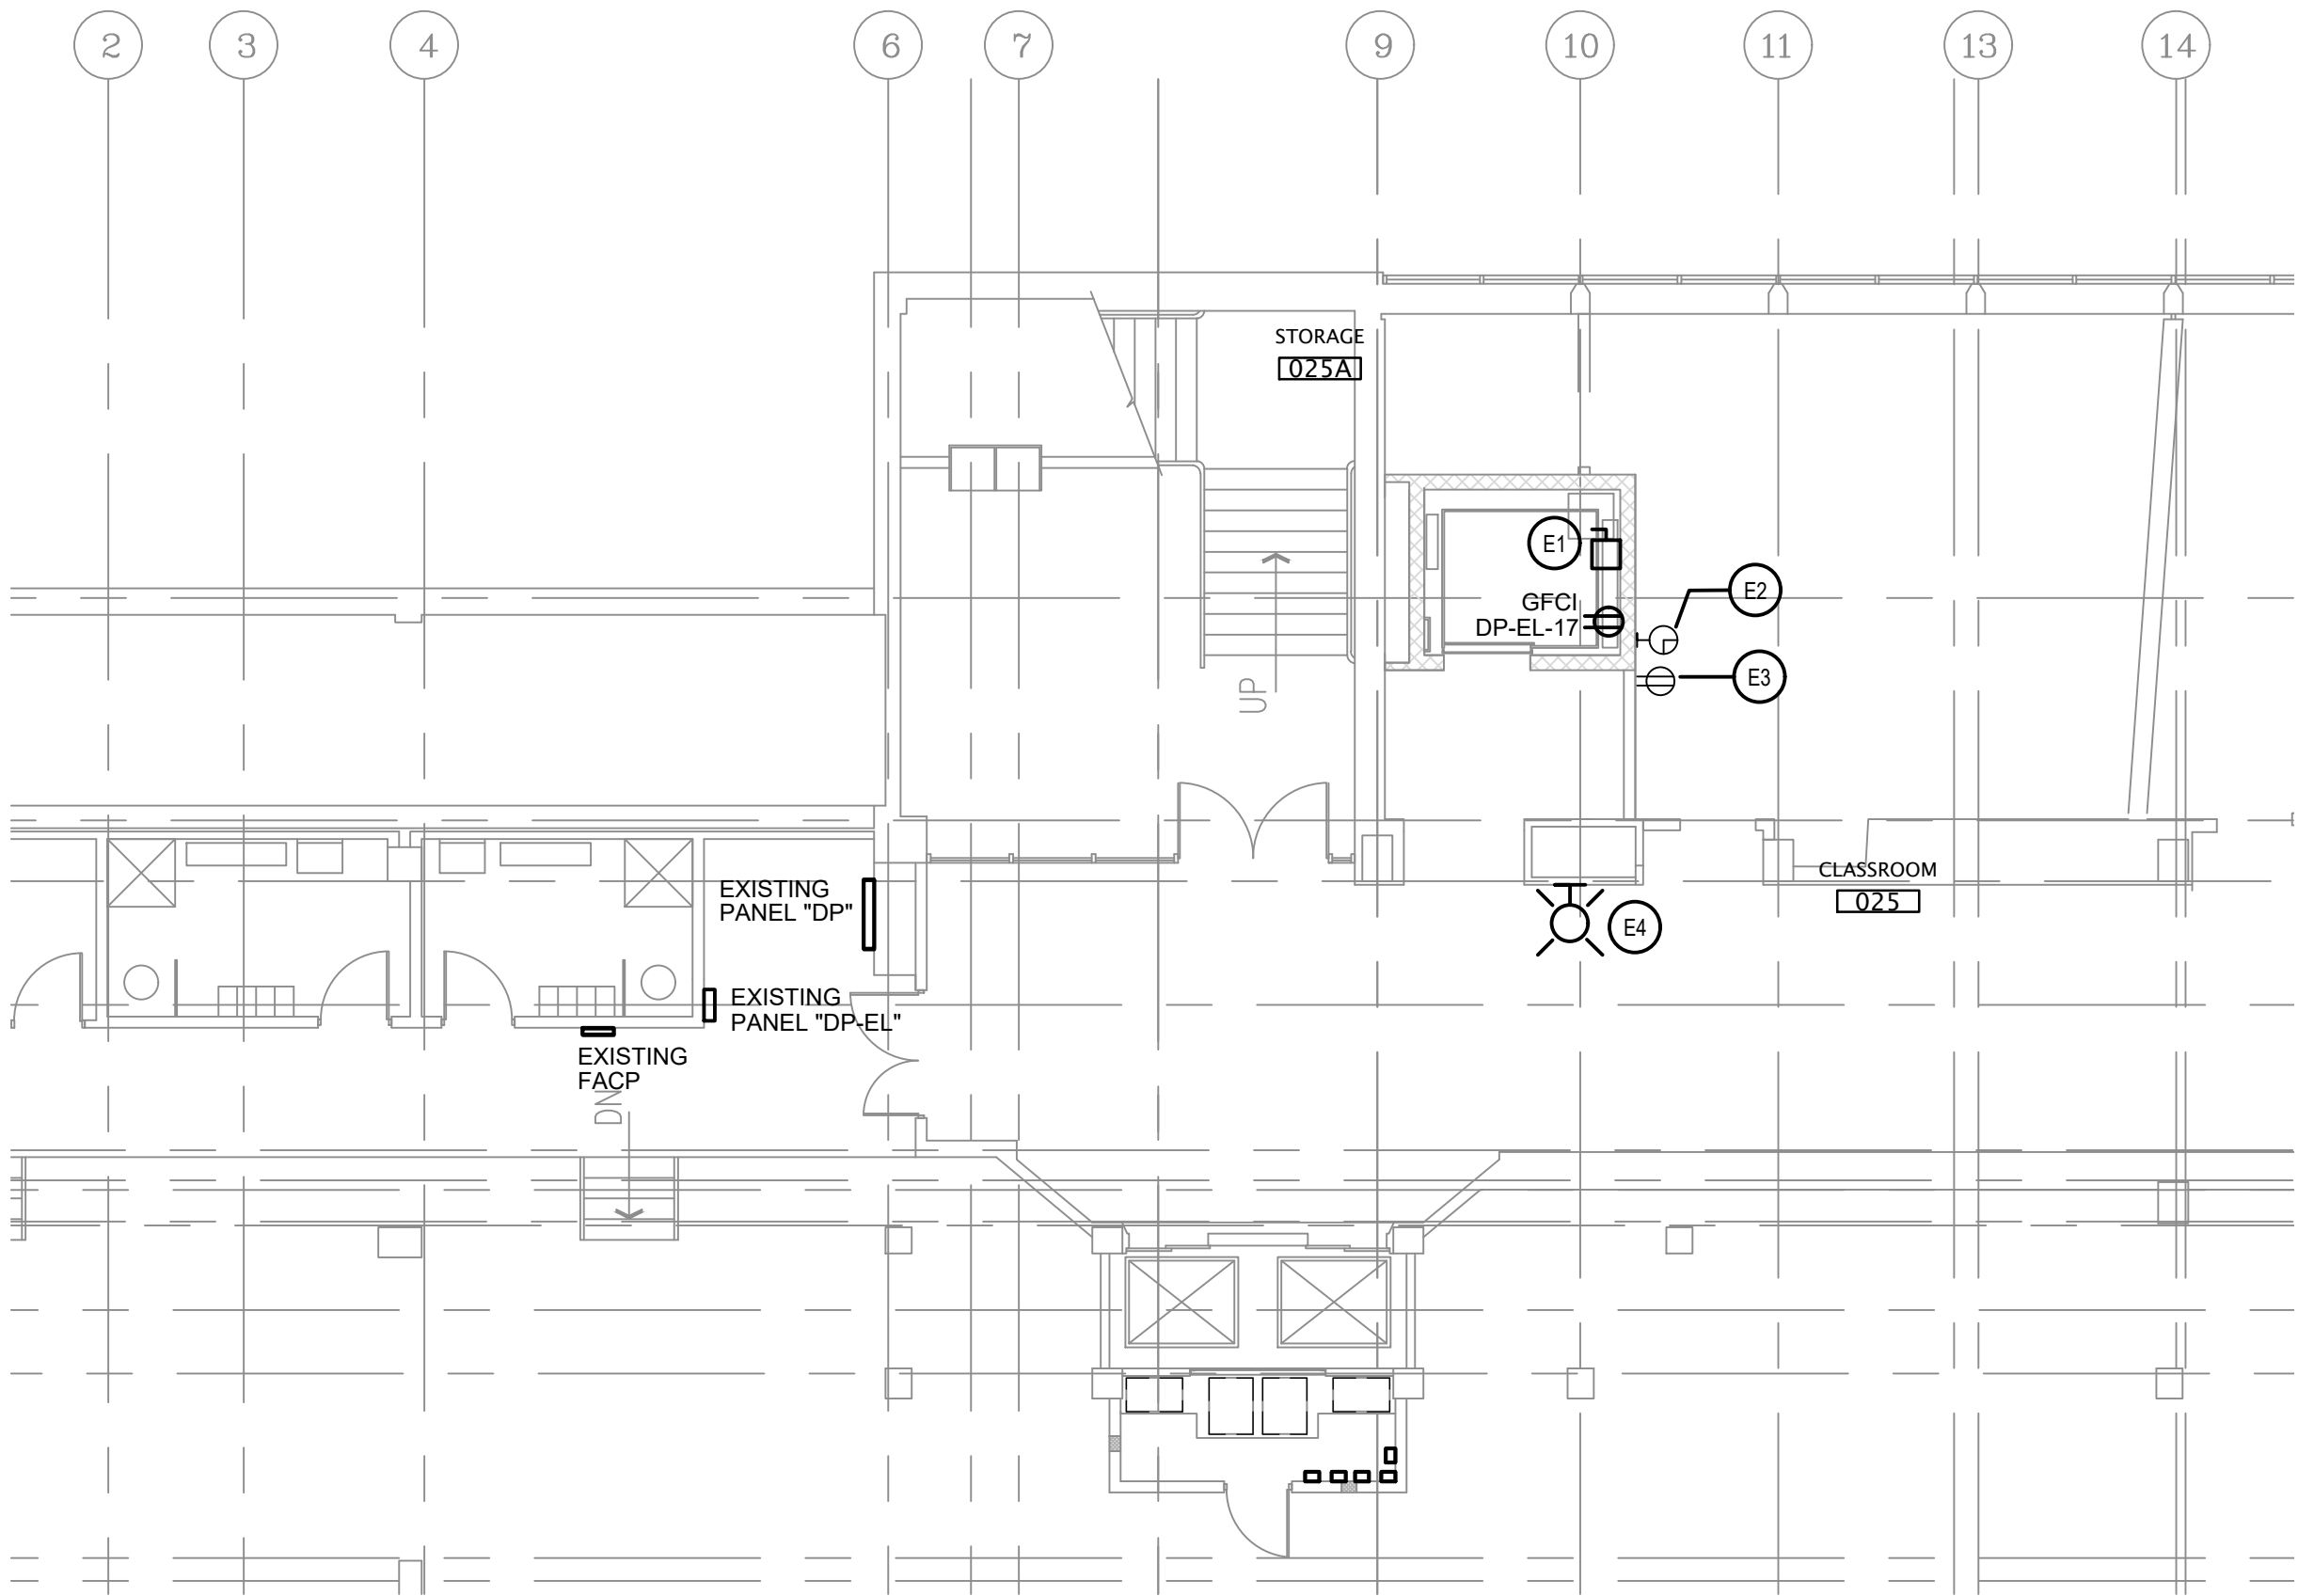 2 3 4 6 7 9 10 11 13 14
STORAGE
025A
E1
E2
GFCI
DP-EL-17
E3
UP
CLASSROOM
025
EXISTING
PANEL "DP"
E4
EXISTING
PANEL "DP-EL"
EXISTING
FACP
DN